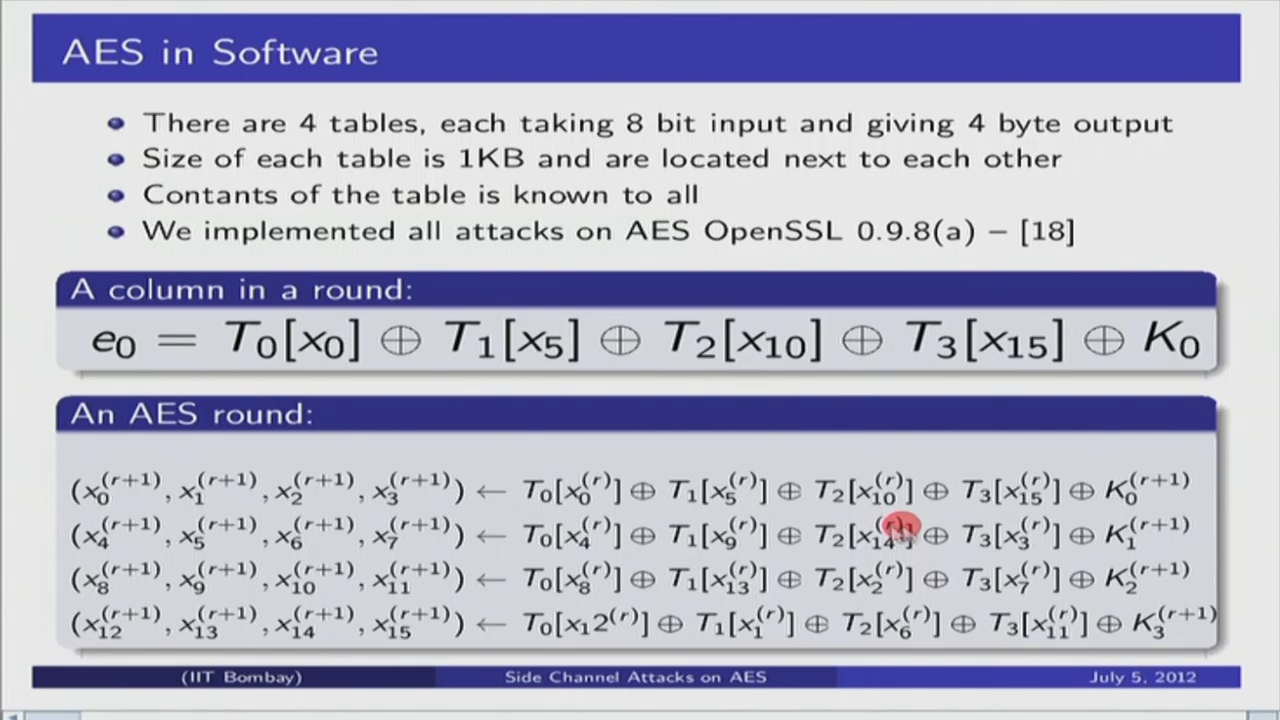 AES in Software
There are 4 tables, each taking 8 bit input and giving 4 byte output
Size of each table is 1KB and are located next to each other
Contants of the table is known to all
We implemented all attacks on AES OpenSSL 0.9.8(a) – [18]
A column in a round:
e₀ = T₀[x₀] ⊕ T₁[x₅] ⊕ T₂[x₁₀] ⊕ T₃[x₁₅] ⊕ K₀
An AES round:
(x₀^(r+1), x₁^(r+1), x₂^(r+1), x₃^(r+1)) ← T₀[x₀^(r)] ⊕ T₁[x₅^(r)] ⊕ T₂[x₁₀^(r)] ⊕ T₃[x₁₅^(r)] ⊕ K₀^(r+1)
(x₄^(r+1), x₅^(r+1), x₆^(r+1), x₇^(r+1)) ← T₀[x₄^(r)] ⊕ T₁[x₉^(r)] ⊕ T₂[x₁₄^(r)] ⊕ T₃[x₃^(r)] ⊕ K₁^(r+1)
(x₈^(r+1), x₉^(r+1), x₁₀^(r+1), x₁₁^(r+1)) ← T₀[x₈^(r)] ⊕ T₁[x₁₃^(r)] ⊕ T₂[x₂^(r)] ⊕ T₃[x₇^(r)] ⊕ K₂^(r+1)
(x₁₂^(r+1), x₁₃^(r+1), x₁₄^(r+1), x₁₅^(r+1)) ← T₀[x₁2^(r)] ⊕ T₁[x₁^(r)] ⊕ T₂[x₆^(r)] ⊕ T₃[x₁₁^(r)] ⊕ K₃^(r+1)
(IIT Bombay) Side Channel Attacks on AES July 5, 2012